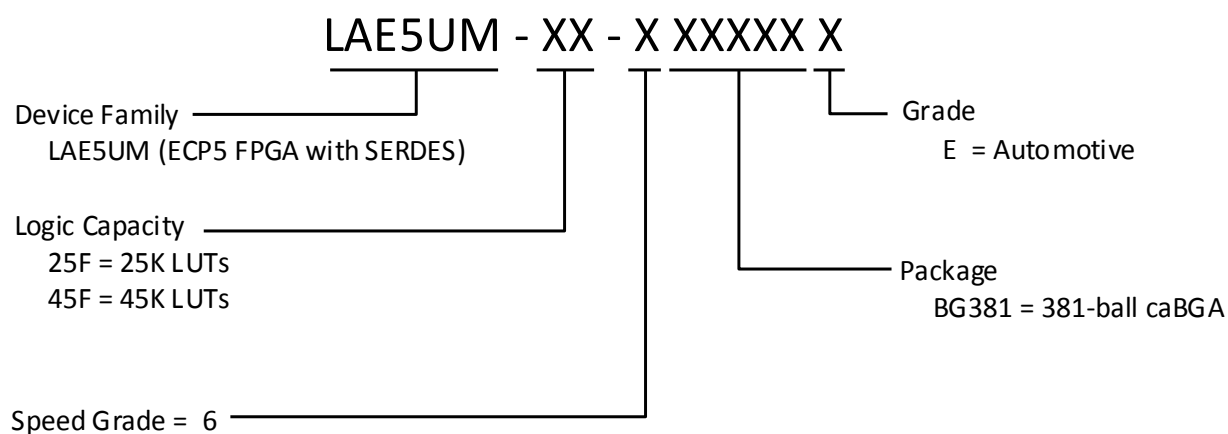 LAE5UM - XX - X XXXXX X
Device Family
LAE5UM (ECP5 FPGA with SERDES)
Grade
E = Automotive
Logic Capacity
25F = 25K LUTs
45F = 45K LUTs
Package
BG381 = 381-ball caBGA
Speed Grade = 6